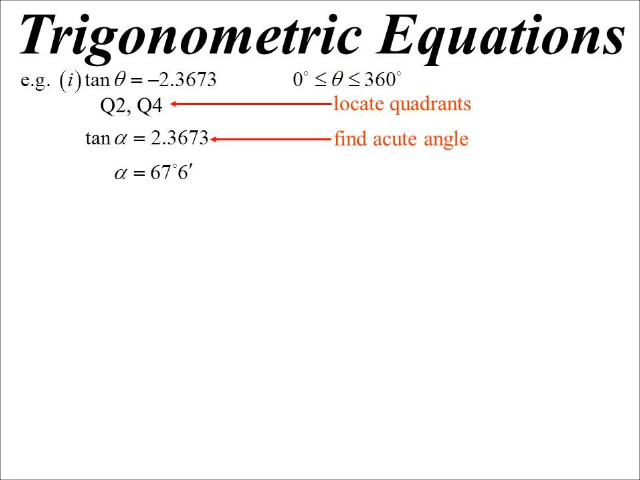 Trigonometric Equations
e.g. (i) tan θ = −2.3673 0° ≤ θ ≤ 360°
Q2, Q4 locate quadrants
tan α = 2.3673 find acute angle
α = 67°6′